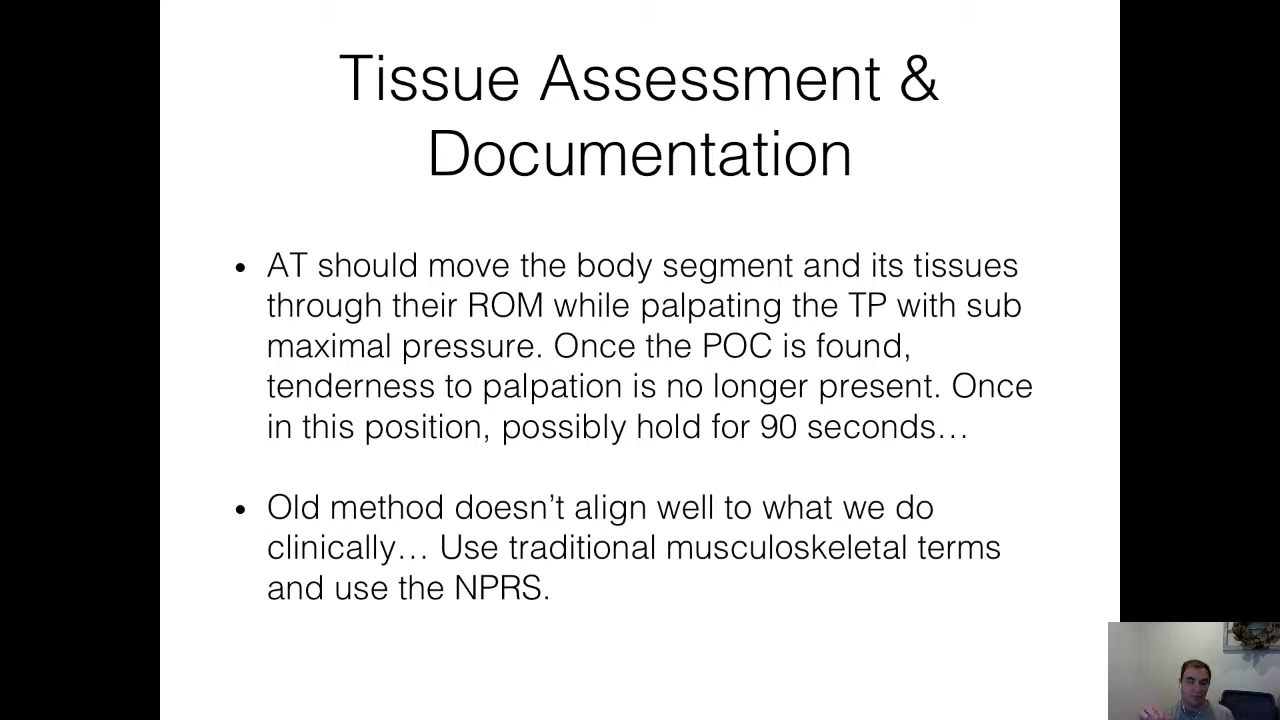 Tissue Assessment &
Documentation
• AT should move the body segment and its tissues
through their ROM while palpating the TP with sub
maximal pressure. Once the POC is found,
tenderness to palpation is no longer present. Once
in this position, possibly hold for 90 seconds…
• Old method doesn’t align well to what we do
clinically… Use traditional musculoskeletal terms
and use the NPRS.